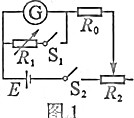 G R₀
R₁ S₁
E S₂ R₂
图.1